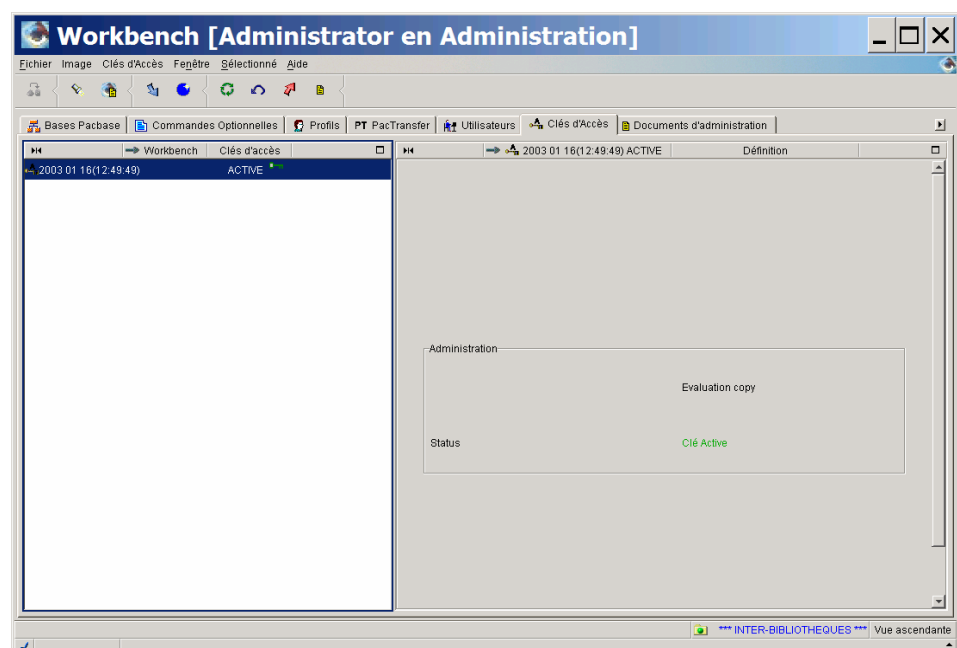 Workbench [Administrator en Administration]
Fichier Image Clés d'Accès Fenêtre Sélectionné Aide
Bases Pacbase Commandes Optionnelles Profils PT PacTransfer Utilisateurs Clés d'Accès Documents d'administration
Workbench Clés d'accès 2003 01 16(12:49:49) ACTIVE Définition
2003 01 16(12:49:49) ACTIVE
Administration
Evaluation copy
Status Clé Active
*** INTER-BIBLIOTHEQUES *** Vue ascendante